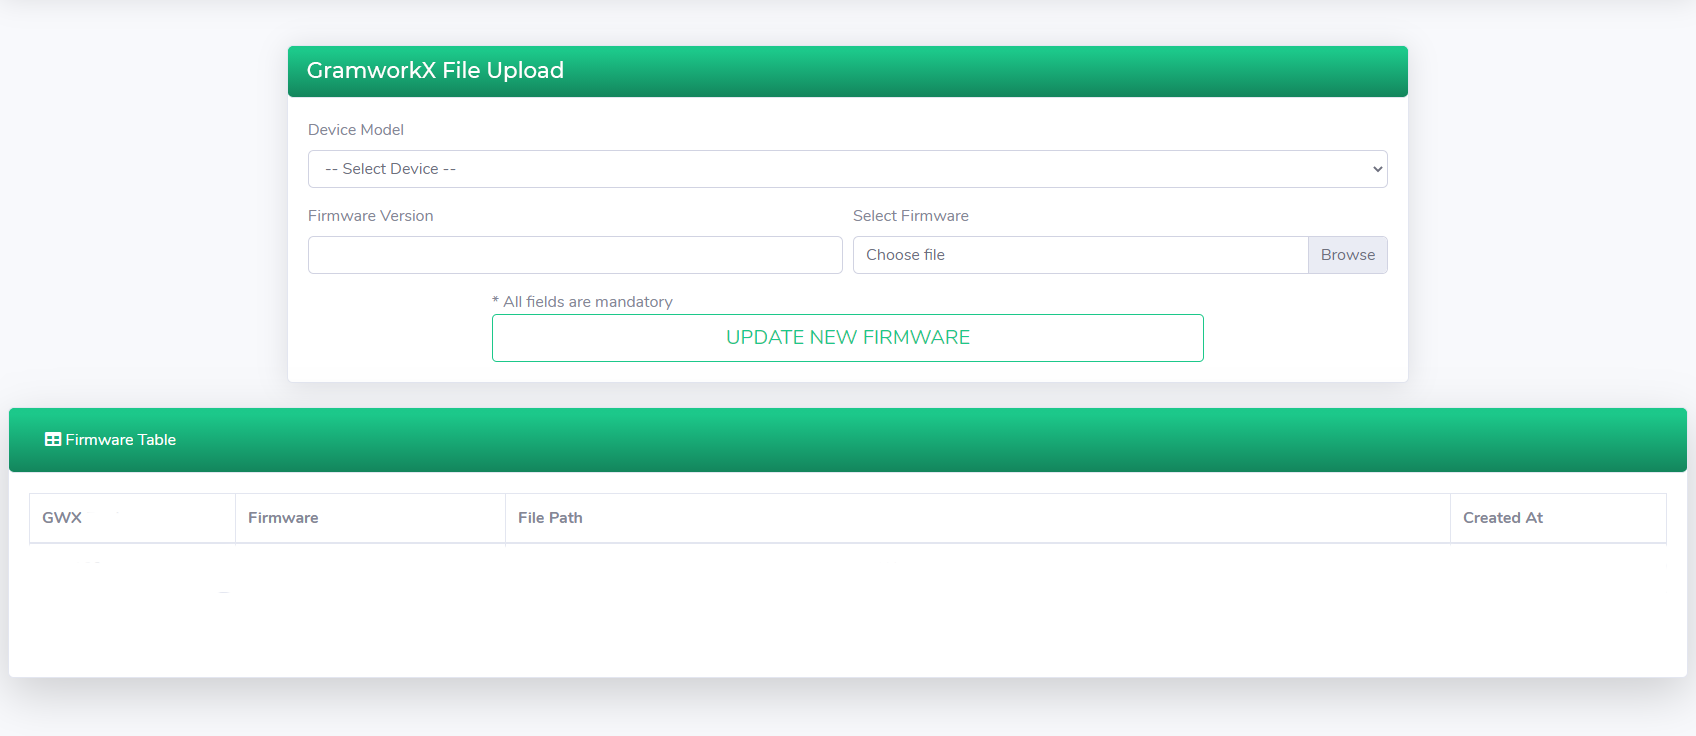 GramworkX File Upload
Device Model
-- Select Device --
Firmware Version
Select Firmware
Choose file
Browse
* All fields are mandatory
UPDATE NEW FIRMWARE
Firmware Table
GWX
Firmware
File Path
Created At